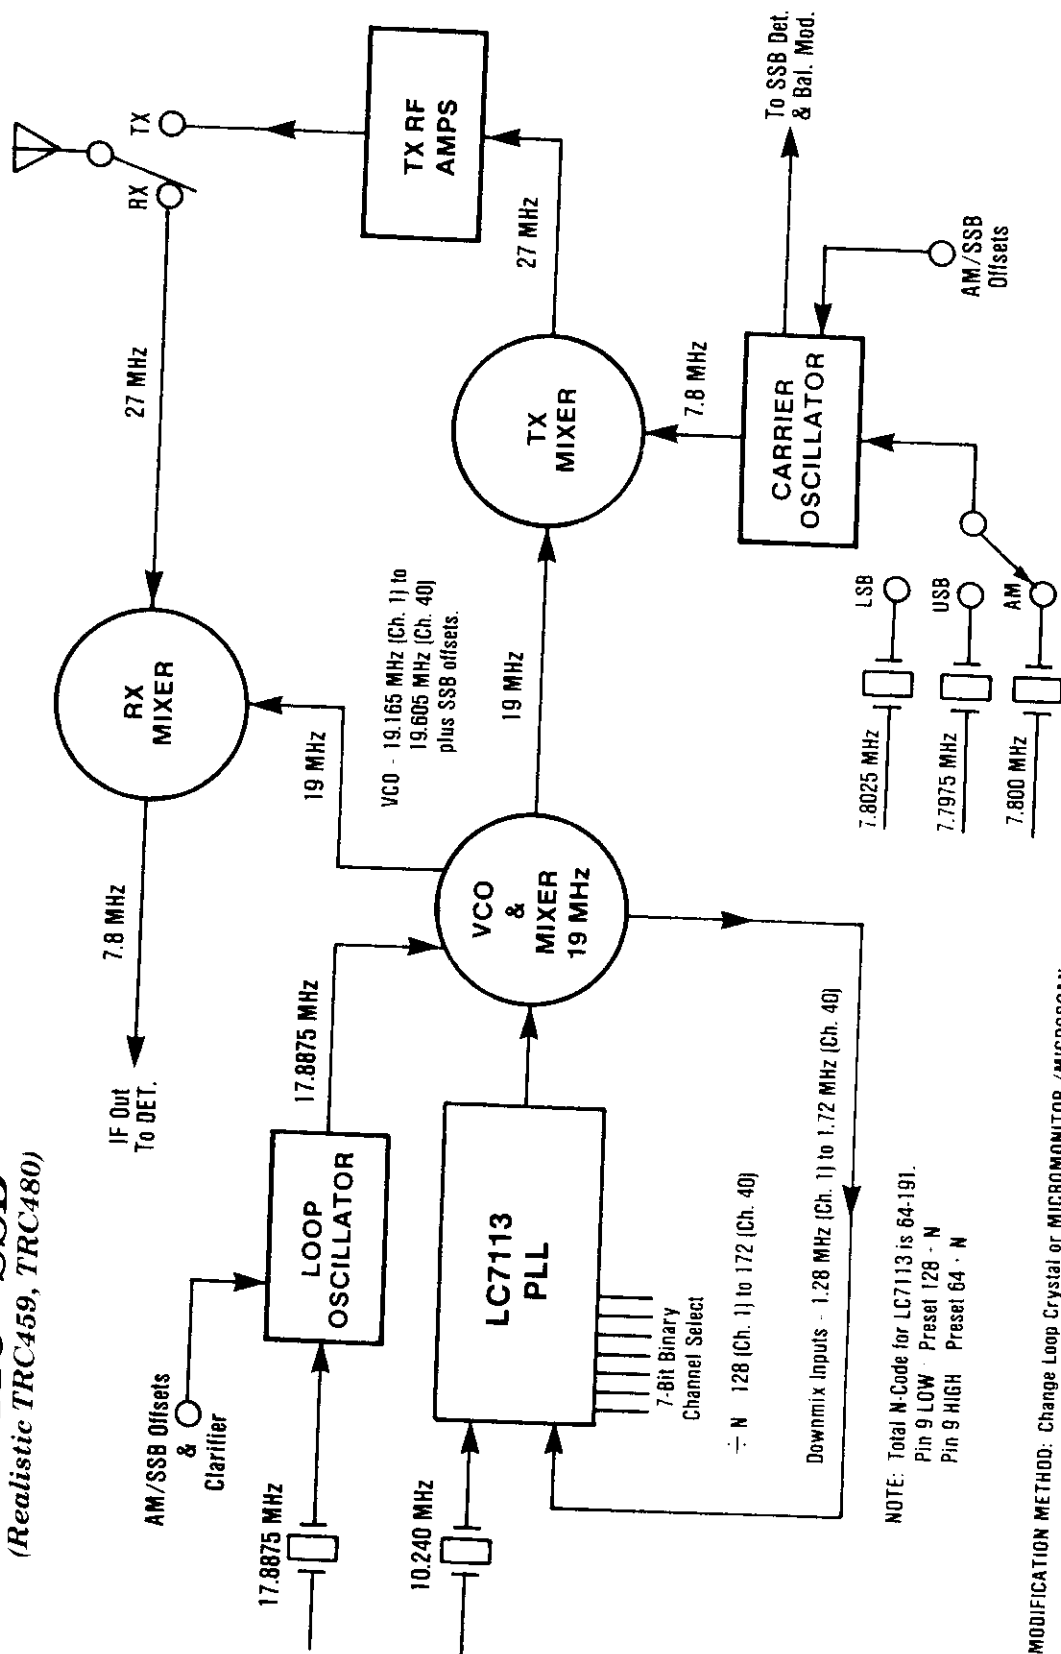 (Realistic TRC459, TRC480)
AM/SSB Offsets
&
Clarifier
17.8875 MHz
LOOP
OSCILLATOR
17.8875 MHz
10.240 MHz
LC7113
PLL
7-Bit Binary
Channel Select
÷ N 128 (Ch. 1) to 172 (Ch. 40)
Downmix Inputs - 1.28 MHz (Ch. 1) to 1.72 MHz (Ch. 40)
NOTE: Total N-Code for LC7113 is 64-191.
Pin 9 LOW Preset 128 - N
Pin 9 HIGH Preset 64 - N
IF Out
To DET.
7.8 MHz
RX
MIXER
27 MHz
RX
TX
19 MHz
VCO
&
MIXER
19 MHz
VCO - 19.165 MHz (Ch. 1) to
19.605 MHz (Ch. 40)
plus SSB offsets.
19 MHz
TX
MIXER
27 MHz
TX RF
AMPS
7.8 MHz
CARRIER
OSCILLATOR
To SSB Det.
& Bal. Mod.
AM/SSB
Offsets
7.8025 MHz
LSB
7.7975 MHz
USB
7.800 MHz
AM
MODIFICATION METHOD: Change Loop Crystal or MICROMONITOR/MICROSCAN